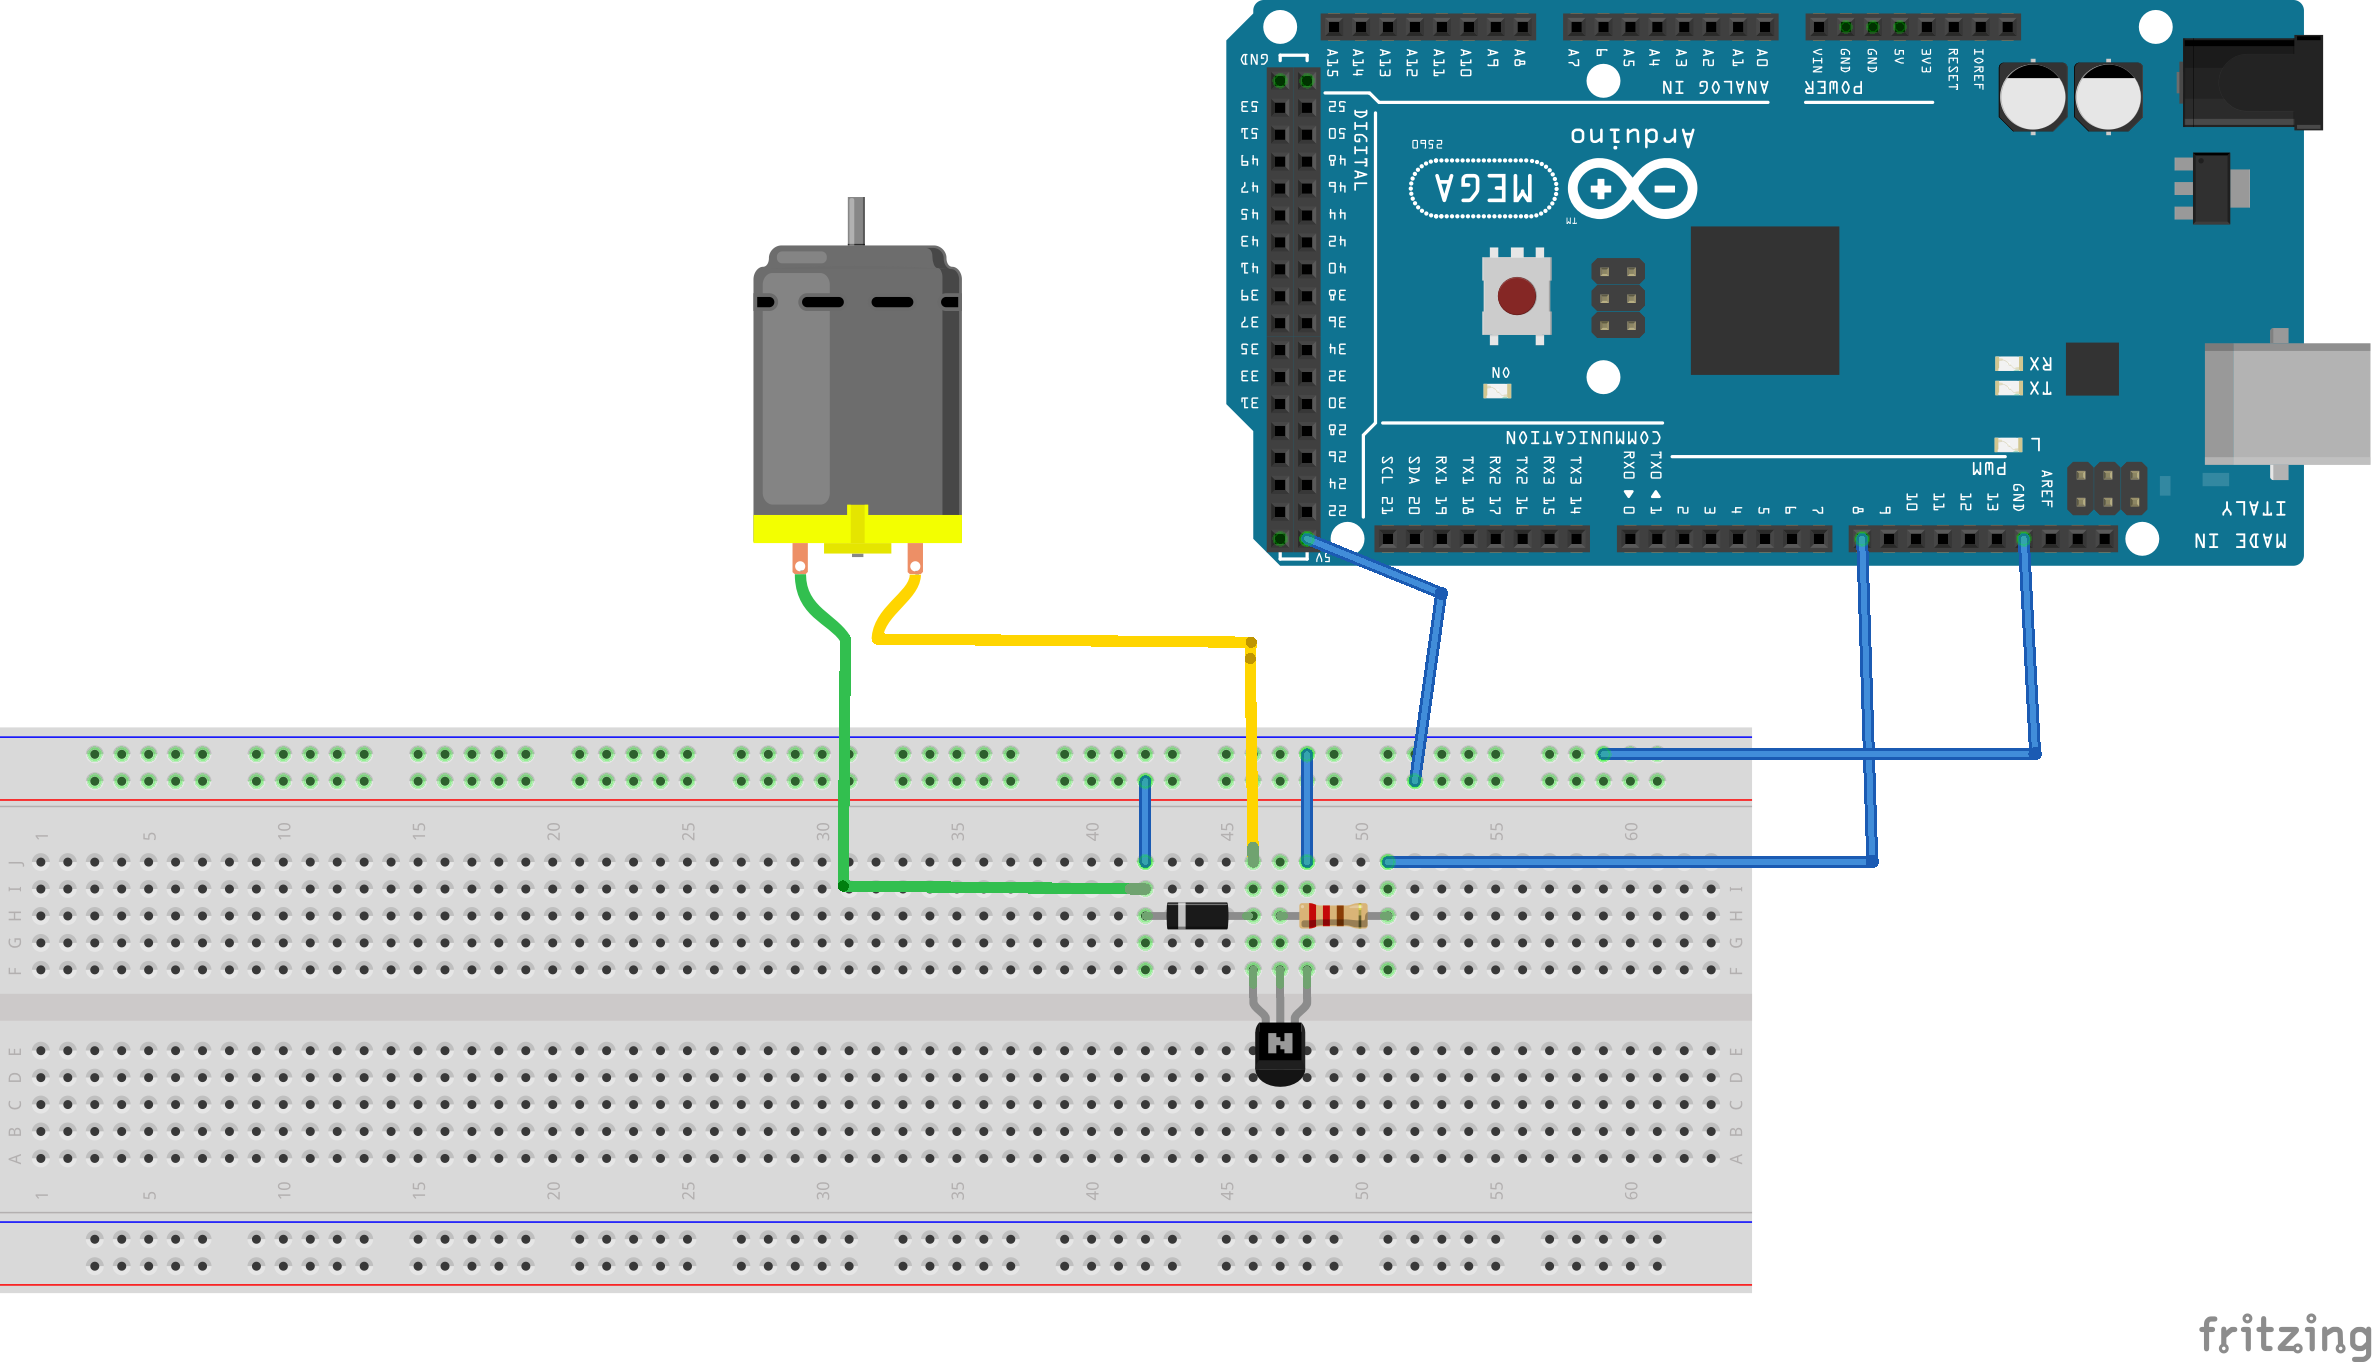 GND
A15 A14 A13 A12 A11 A10 A9 A8
A7 6 A5 A4 A3 A2 A1 A0
VIN GND GND 5V 3V3 RESET IOREF
ANALOG IN
POWER
53 52
51 50
49 48
47 46
45 44
43 42
41 40
39 38
37 36
35 34
33 32
31 30
28
26
24
22
5V
DIGITAL
Arduino
2560
MEGA
TM
ON
RX
TX
L
COMMUNICATION
SCL 21
SDA 20
RX1 19
TX1 18
RX2 17
TX2 16
RX3 15
TX3 14
RX0 0
TX0 1
2 3 4 5 6 7
PWM
8 9 10 11 12 13 GND AREF
MADE IN
ITALY
1 5 10 15 20 25 30 35 40 45 50 55 60
J
I I
H H
G G
F F
N
E E
D D
C C
B B
A A
1 5 10 15 20 25 30 35 40 45 50 55 60
fritzing